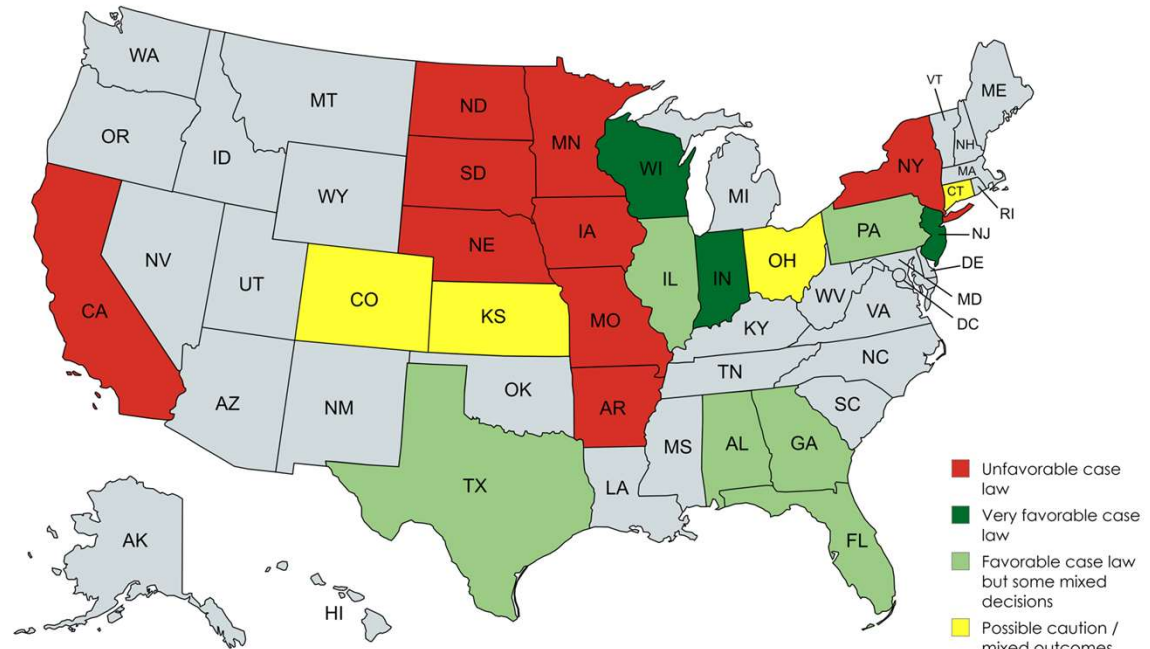 WA
OR
CA
ID
NV
MT
WY
UT
AZ
CO
NM
ND
SD
NE
KS
OK
TX
MN
IA
MO
AR
LA
WI
IL
MI
IN
OH
KY
TN
MS
AL
GA
FL
SC
NC
VA
WV
PA
NY
VT
NH
ME
MA
CT
RI
NJ
DE
MD
DC
AK
HI
Unfavorable case
law
Very favorable case
law
Favorable case law
but some mixed
decisions
Possible caution /
mixed outcomes